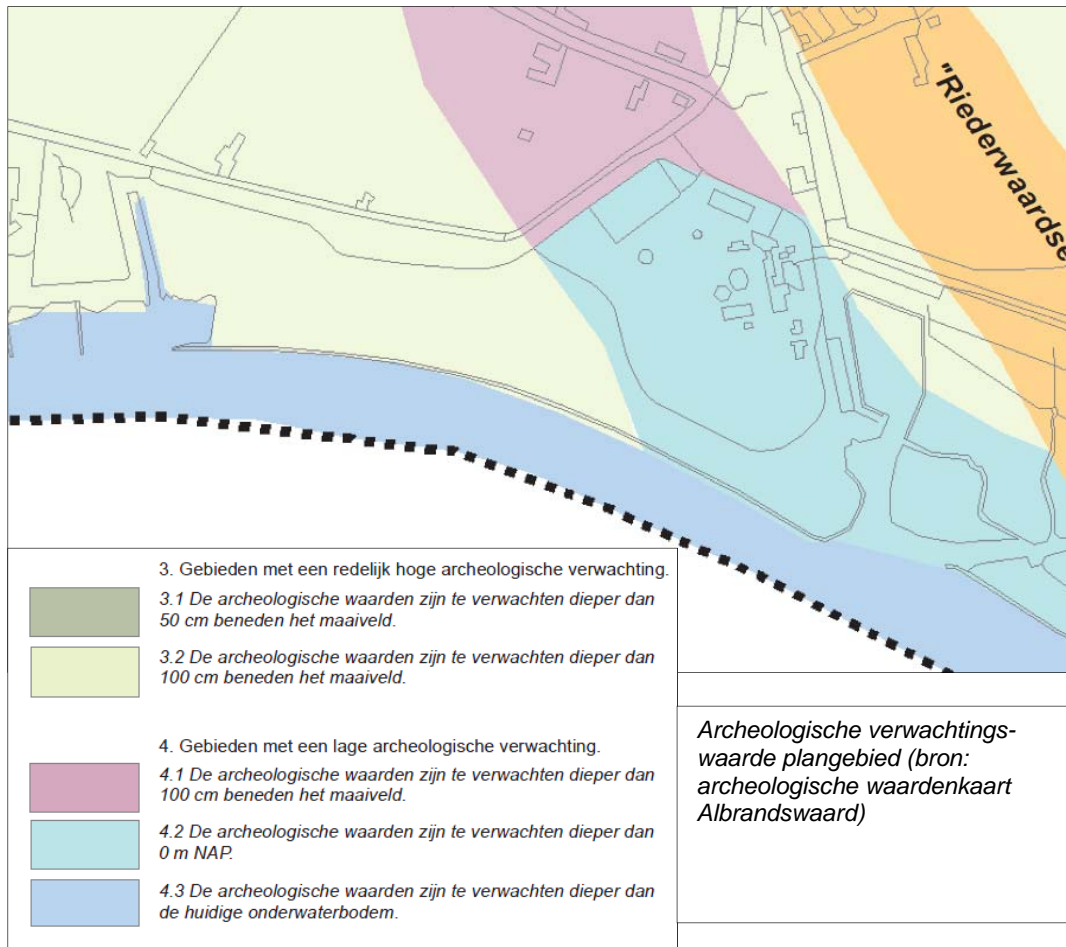 "Riederwaardse
3. Gebieden met een redelijk hoge archeologische verwachting.
3.1 De archeologische waarden zijn te verwachten dieper dan
50 cm beneden het maaiveld.
3.2 De archeologische waarden zijn te verwachten dieper dan
100 cm beneden het maaiveld.
4. Gebieden met een lage archeologische verwachting.
4.1 De archeologische waarden zijn te verwachten dieper dan
100 cm beneden het maaiveld.
4.2 De archeologische waarden zijn te verwachten dieper dan
0 m NAP.
4.3 De archeologische waarden zijn te verwachten dieper dan
de huidige onderwaterbodem.
Archeologische verwachtings-
waarde plangebied (bron:
archeologische waardenkaart
Albrandswaard)